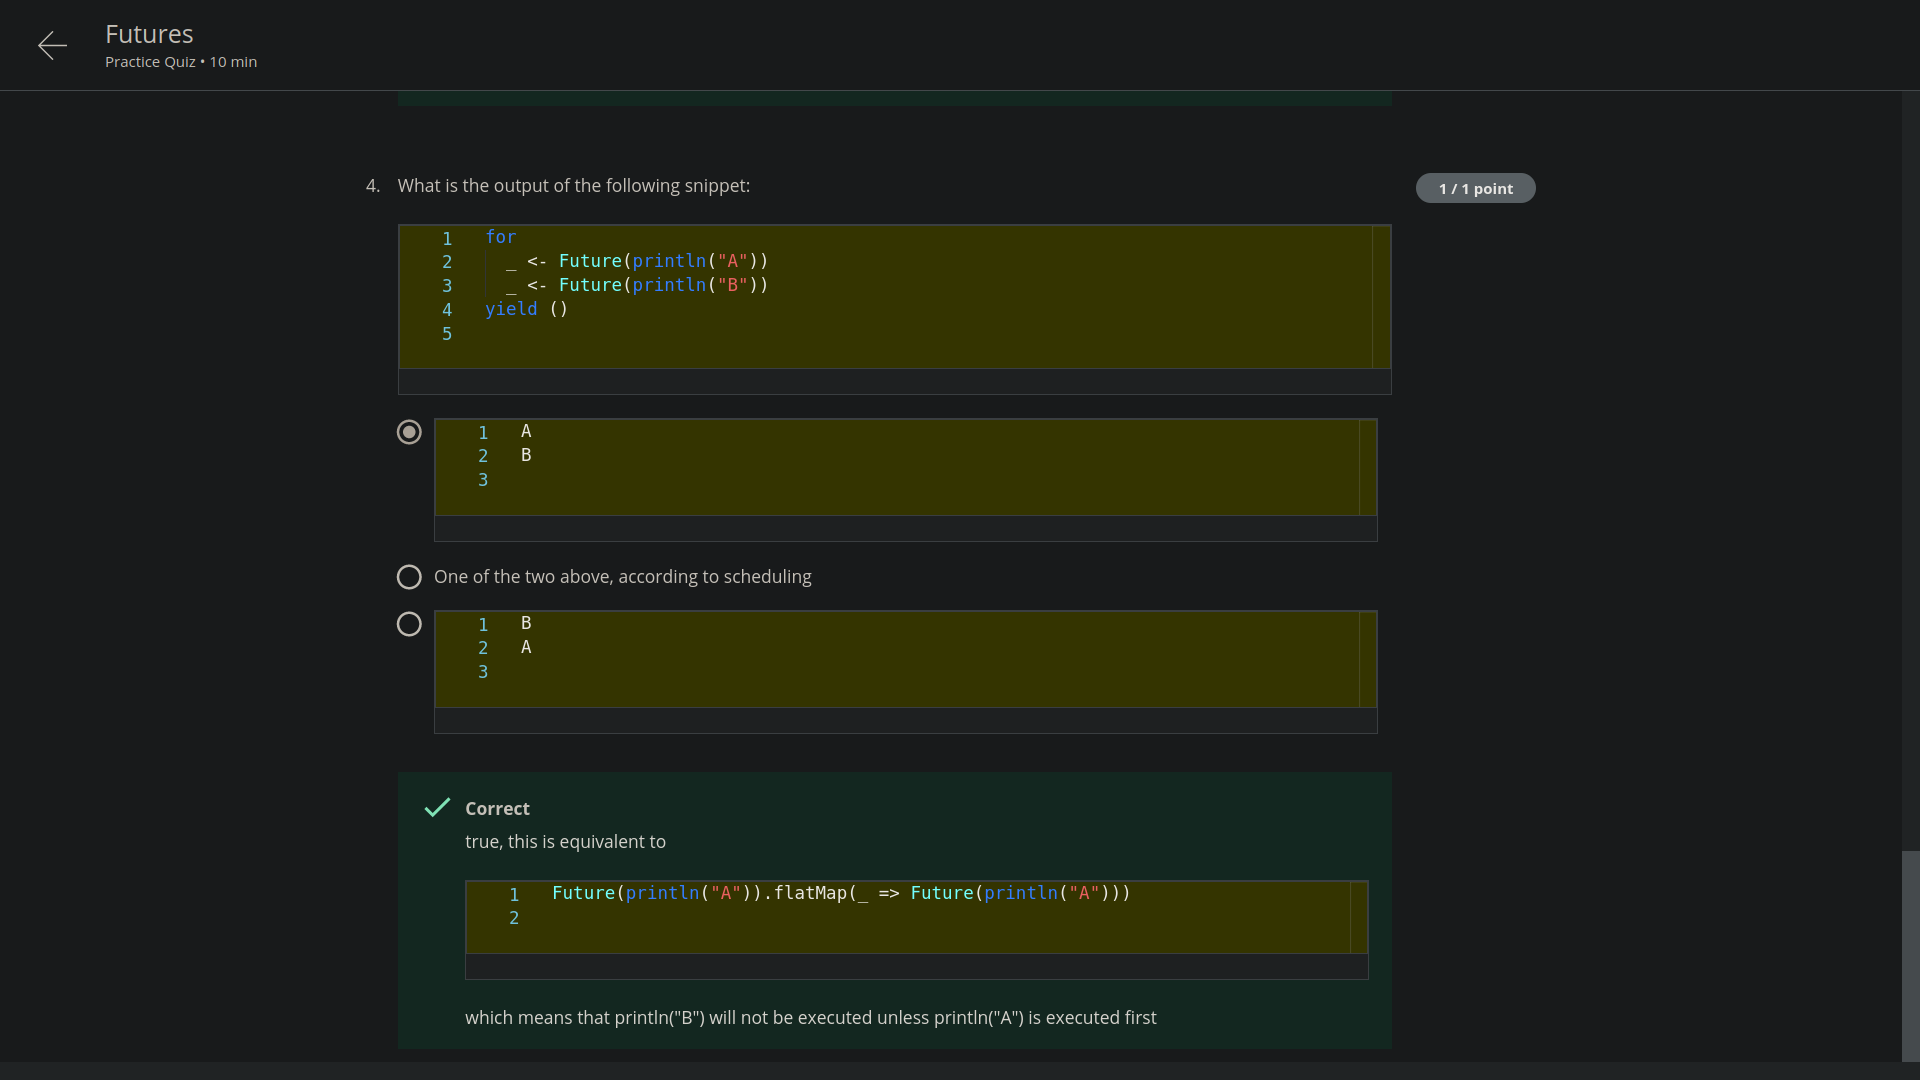 Futures
Practice Quiz • 10 min
4. What is the output of the following snippet:
1 / 1 point
1 for
2   _ <- Future(println("A"))
3   _ <- Future(println("B"))
4 yield ()
5
1 A
2 B
3
One of the two above, according to scheduling
1 B
2 A
3
Correct
true, this is equivalent to
1 Future(println("A")).flatMap(_ => Future(println("A")))
2
which means that println("B") will not be executed unless println("A") is executed first